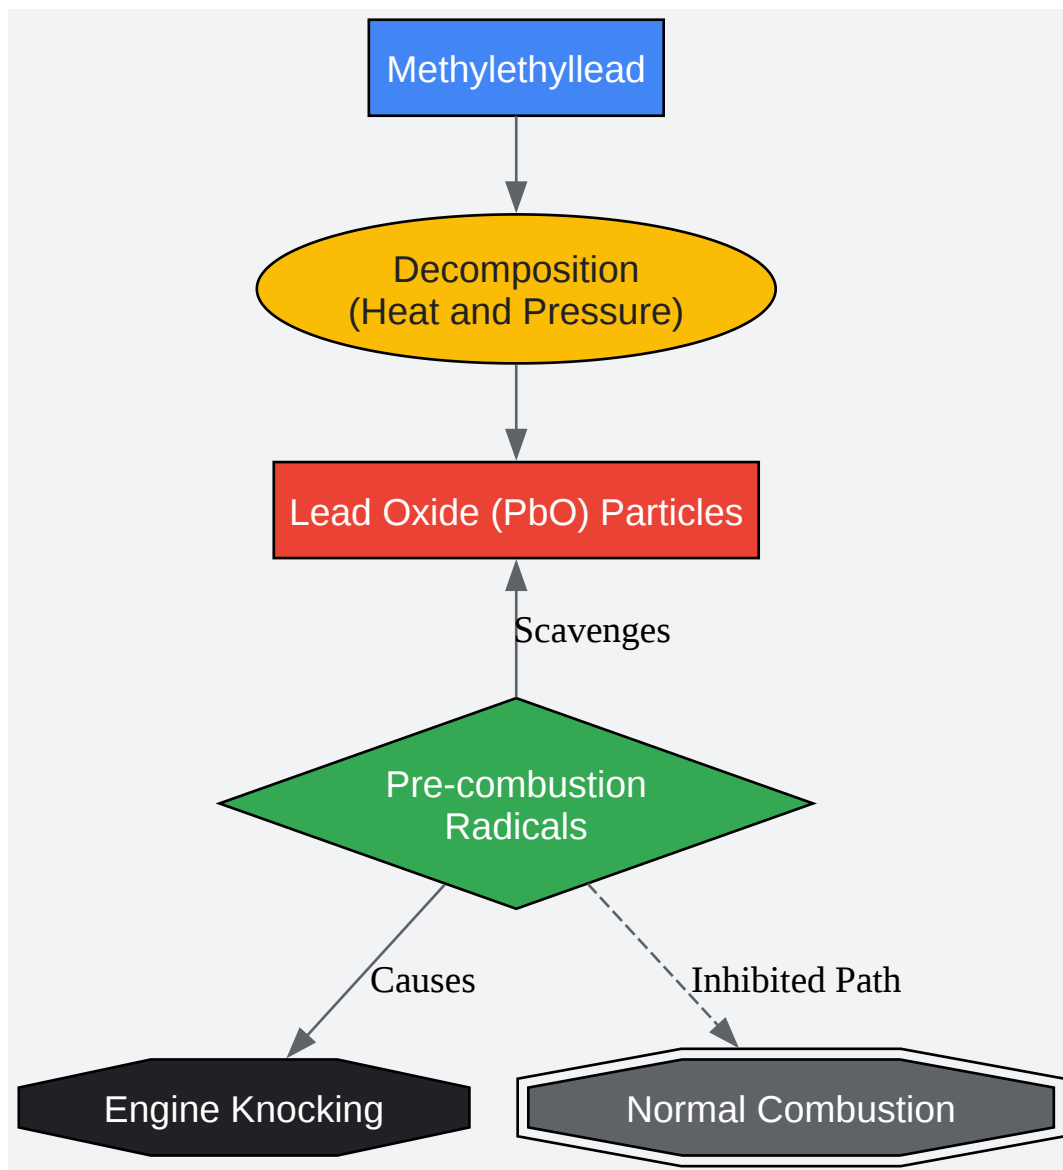 Methylethyllead
Decomposition
(Heat and Pressure)
Lead Oxide (PbO) Particles
Scavenges
Pre-combustion
Radicals
Causes
Inhibited Path
Engine Knocking
Normal Combustion